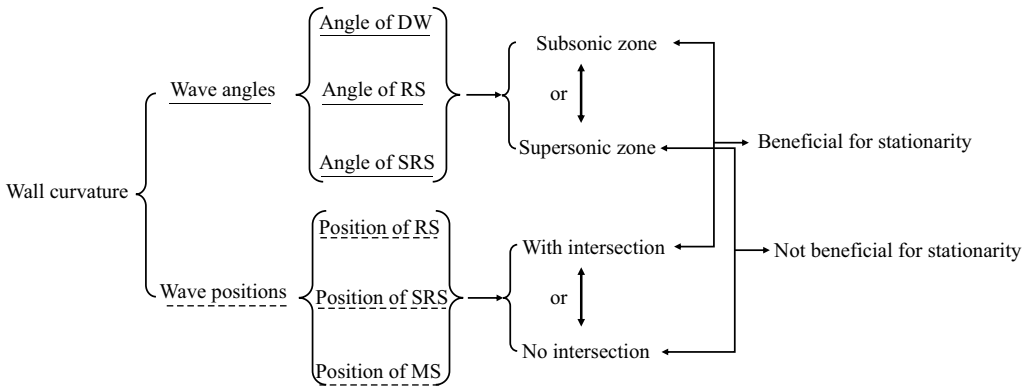 Angle of DW
Subsonic zone
Wave angles
Angle of RS
or
Beneficial for stationarity
Supersonic zone
Angle of SRS
Wall curvature
Position of RS
With intersection
Not beneficial for stationarity
Wave positions
Position of SRS
or
No intersection
Position of MS